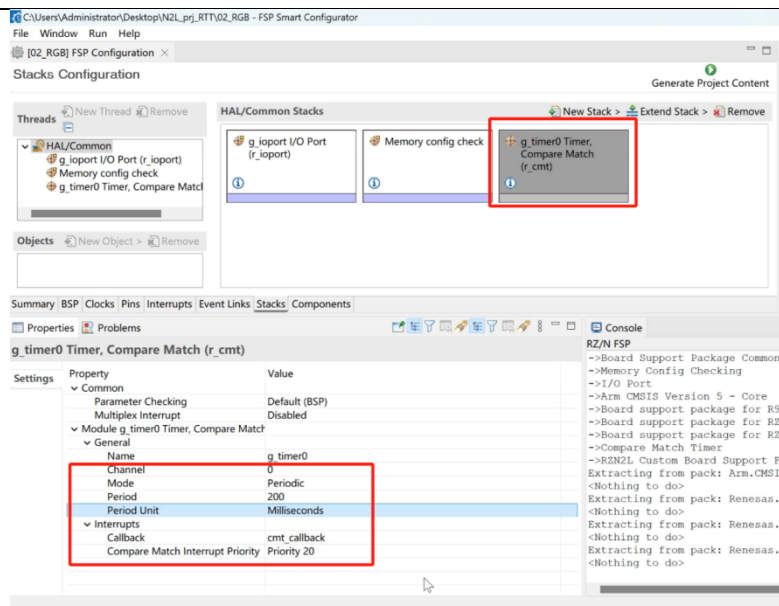 C:\Users\Administrator\Desktop\N2L_prj_RTT\02_RGB - FSP Smart Configurator
File Window Run Help
[02_RGB] FSP Configuration
Stacks Configuration
Generate Project Content
Threads New Thread Remove
HAL/Common Stacks
New Stack > Extend Stack > Remove
HAL/Common
g_ioport I/O Port (r_ioport)
Memory config check
g_timer0 Timer, Compare Matcl
g_ioport I/O Port
(r_ioport)
Memory config check
g_timer0 Timer,
Compare Match
(r_cmt)
Objects New Object > Remove
Summary BSP Clocks Pins Interrupts Event Links Stacks Components
Properties Problems
g_timer0 Timer, Compare Match (r_cmt)
Settings
Property Value
Common
Parameter Checking Default (BSP)
Multiplex Interrupt Disabled
Module g_timer0 Timer, Compare Match
General
Name g_timer0
Channel 0
Mode Periodic
Period 200
Period Unit Milliseconds
Interrupts
Callback cmt_callback
Compare Match Interrupt Priority Priority 20
Console
RZ/N FSP
->Board Support Package Common
->Memory Config Checking
->I/O Port
->Arm CMSIS Version 5 - Core
->Board support package for R9
->Board support package for RZ
->Board support package for RZ
->Compare Match Timer
->RZN2L Custom Board Support F
Extracting from pack: Arm.CMSI
<Nothing to do>
Extracting from pack: Renesas.
<Nothing to do>
Extracting from pack: Renesas.
<Nothing to do>
Extracting from pack: Renesas.
<Nothing to do>